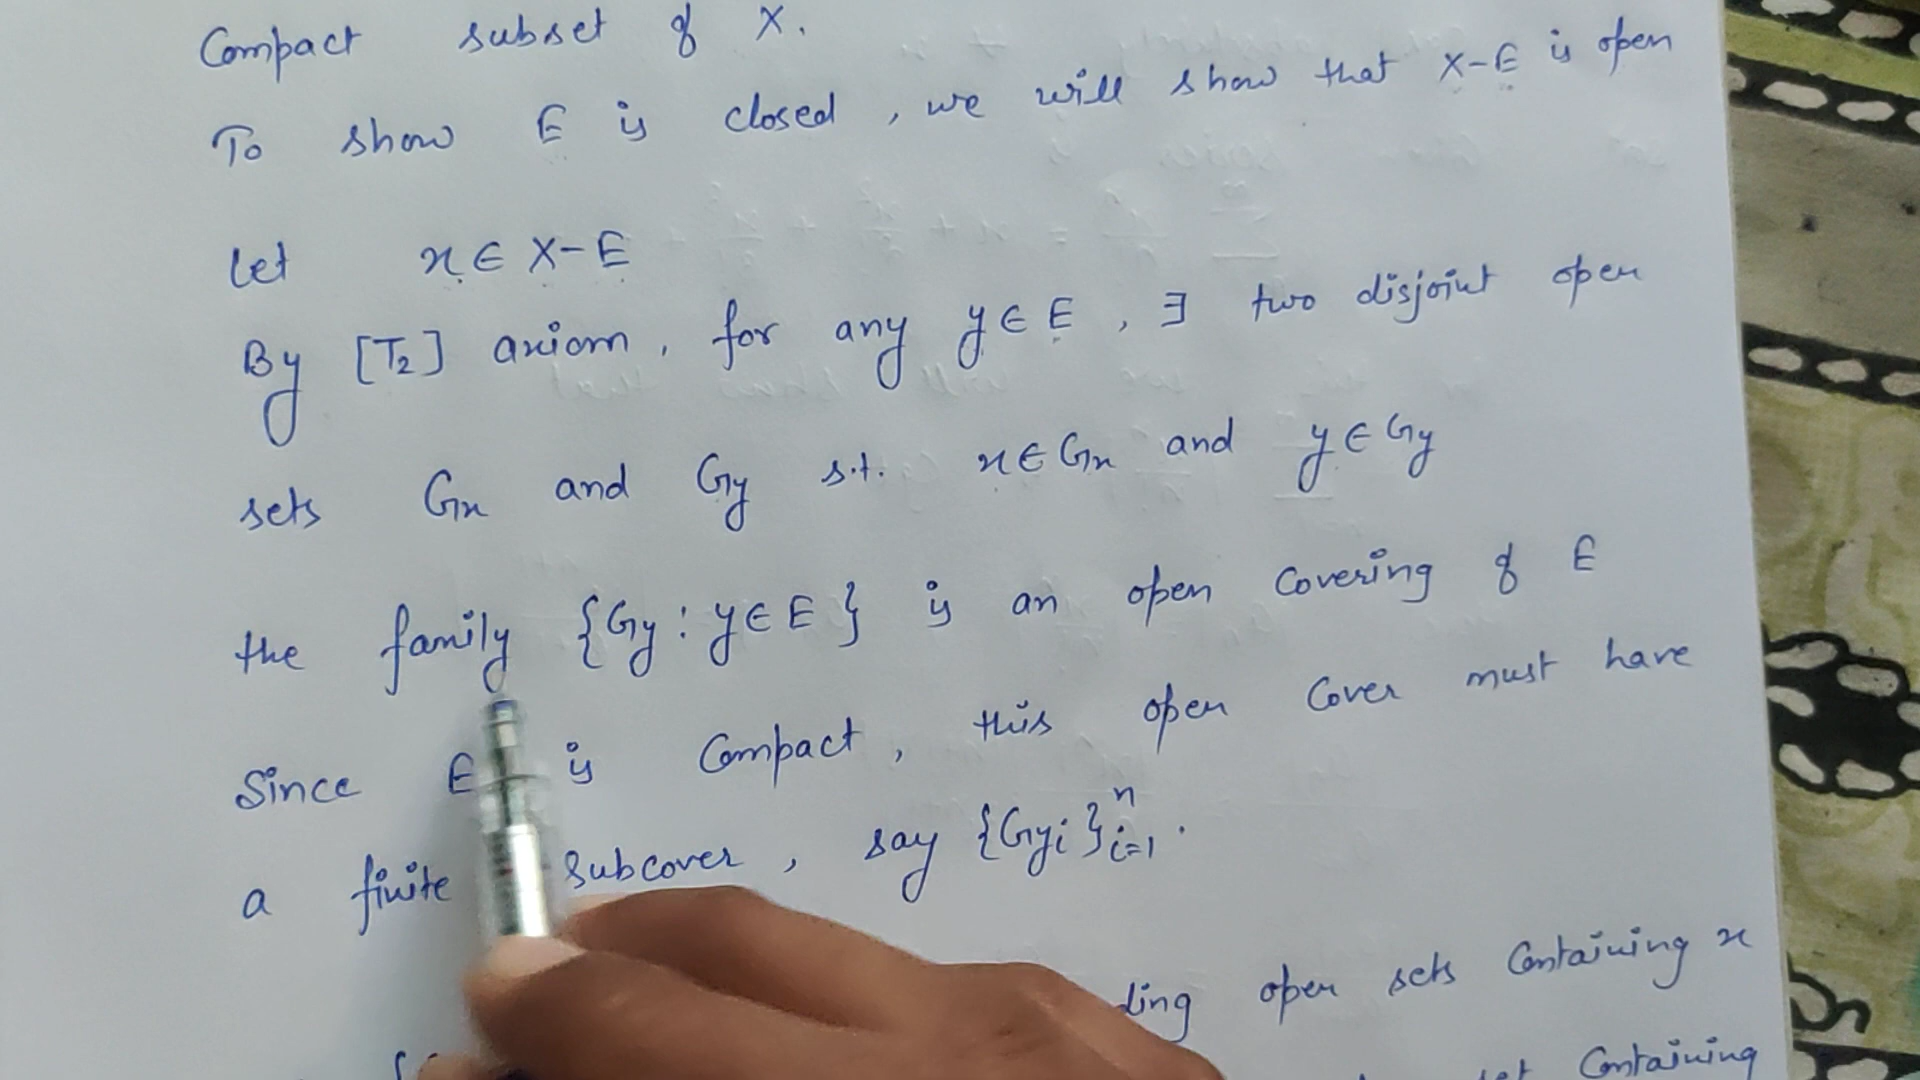 Compact subset of X.
To show E is closed, we will show that X-E is open
let x ∈ X-E
By [T₂] axiom, for any y ∈ E, ∃ two disjoint open
sets Gx and Gy s.t. x ∈ Gx and y ∈ Gy
the family {Gy : y ∈ E} is an open covering of E
Since E is compact, this open cover must have
a finite subcover, say {Gyi}ⁿi=1.
open sets containing x
containing